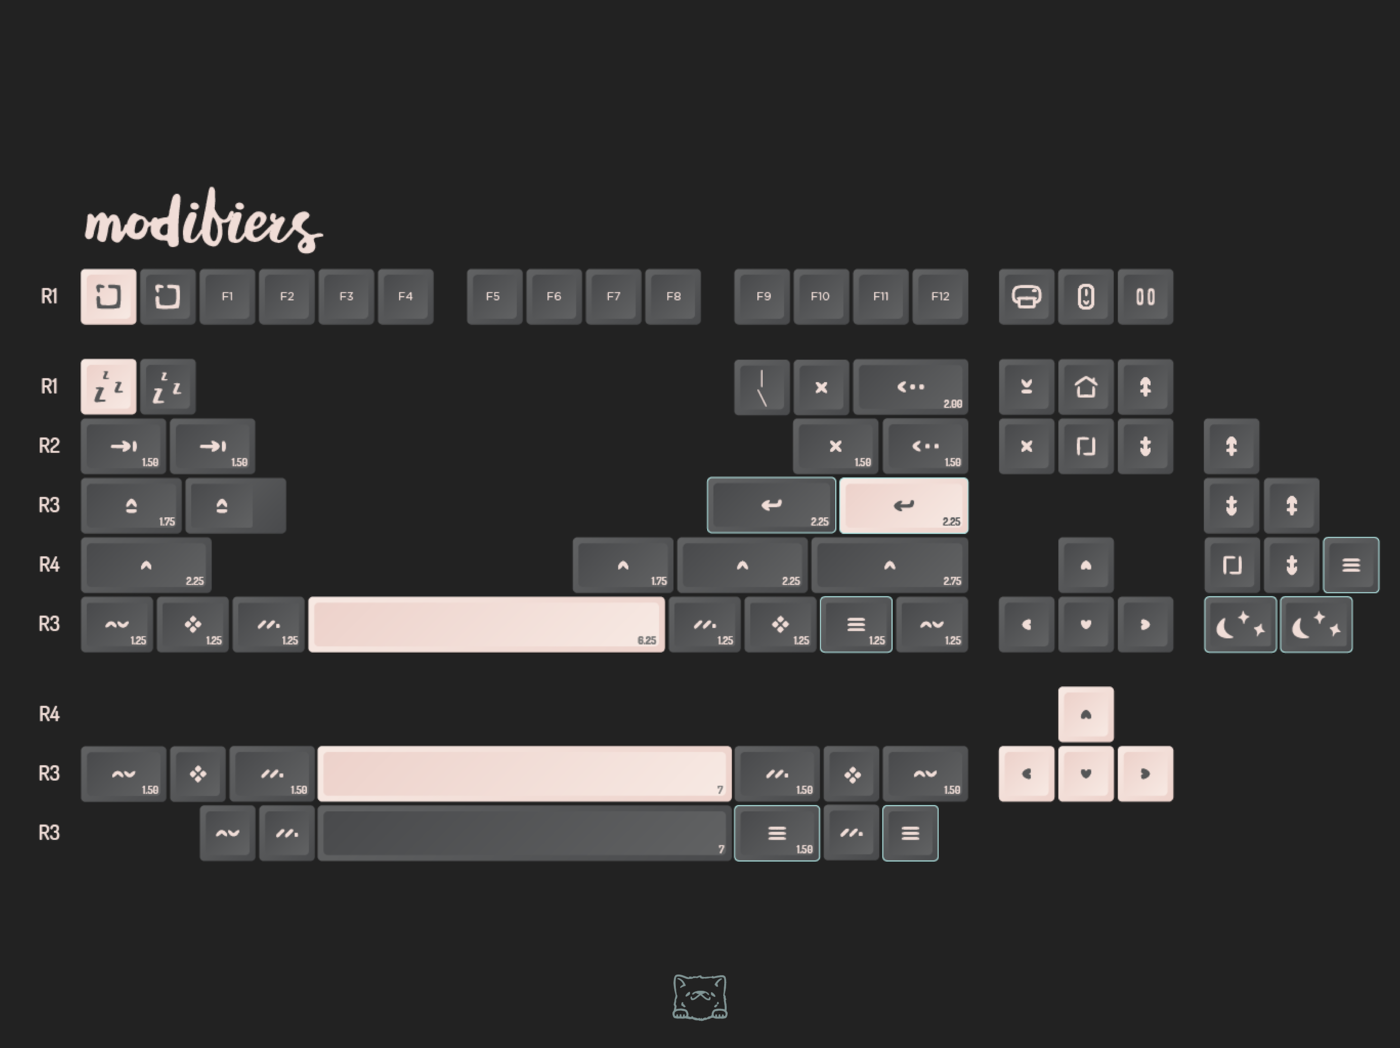 modifiers
R1 F1 F2 F3 F4 F5 F6 F7 F8 F9 F10 F11 F12
R1 z z z z z z | \ 2.00
R2 1.50 1.50 1.50 1.50
R3 1.75 2.25 2.25
R4 2.25 1.75 2.25 2.75
R3 1.25 1.25 1.25 6.25 1.25 1.25 1.25 1.25
R4
R3 1.50 1.50 7 1.50 1.50
R3 7 1.50